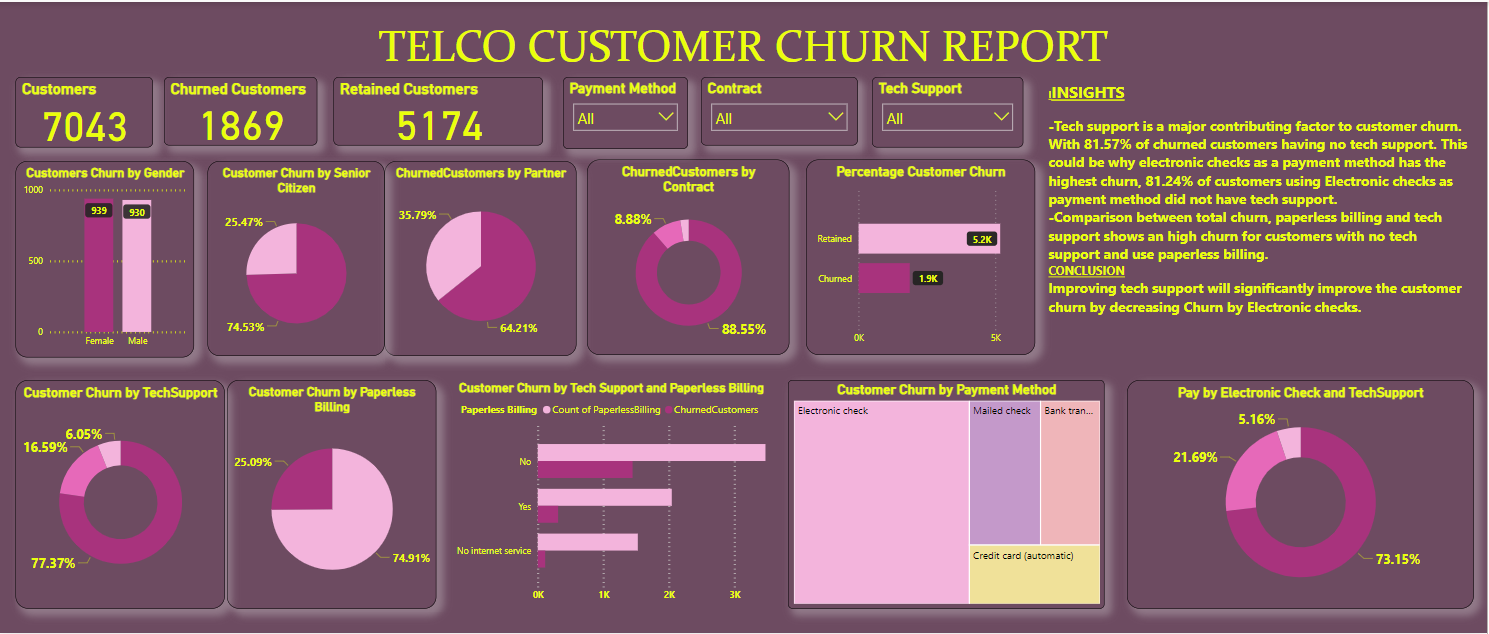 TELCO CUSTOMER CHURN REPORT
Customers
7043
Churned Customers
1869
Retained Customers
5174
Payment Method
All
Contract
All
Tech Support
All
INSIGHTS
-Tech support is a major contributing factor to customer churn.
With 81.57% of churned customers having no tech support. This
could be why electronic checks as a payment method has the
highest churn, 81.24% of customers using Electronic checks as
payment method did not have tech support.
-Comparison between total churn, paperless billing and tech
support shows an high churn for customers with no tech
support and use paperless billing.
CONCLUSION
Improving tech support will significantly improve the customer
churn by decreasing Churn by Electronic checks.
Customers Churn by Gender
1000
500
0
939
930
Female
Male
Customer Churn by Senior
Citizen
25.47%
74.53%
ChurnedCustomers by Partner
35.79%
64.21%
ChurnedCustomers by
Contract
8.88%
88.55%
Percentage Customer Churn
Retained
5.2K
Churned
1.9K
0K
5K
Customer Churn by TechSupport
6.05%
16.59%
77.37%
Customer Churn by Paperless
Billing
25.09%
74.91%
Customer Churn by Tech Support and Paperless Billing
Paperless Billing Count of PaperlessBilling ChurnedCustomers
No
Yes
No internet service
0K
1K
2K
3K
Customer Churn by Payment Method
Electronic check
Mailed check
Bank tran...
Credit card (automatic)
Pay by Electronic Check and TechSupport
5.16%
21.69%
73.15%